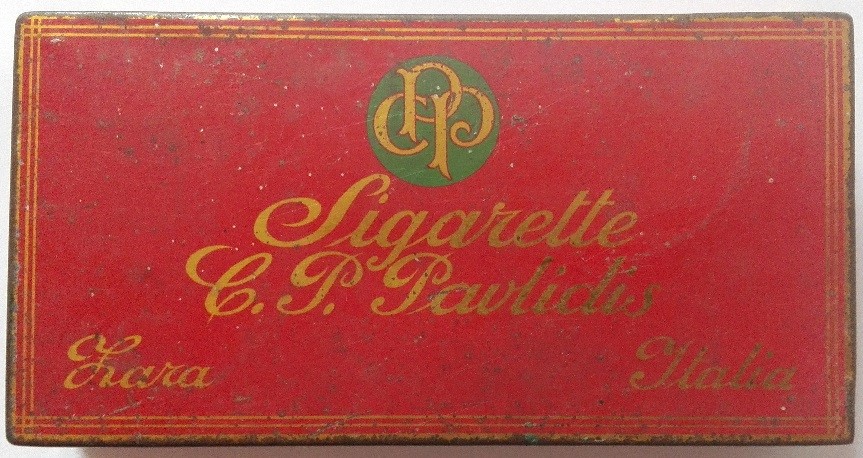 CPP
Sigarette
C. P. Pavlidis
Zara Italia